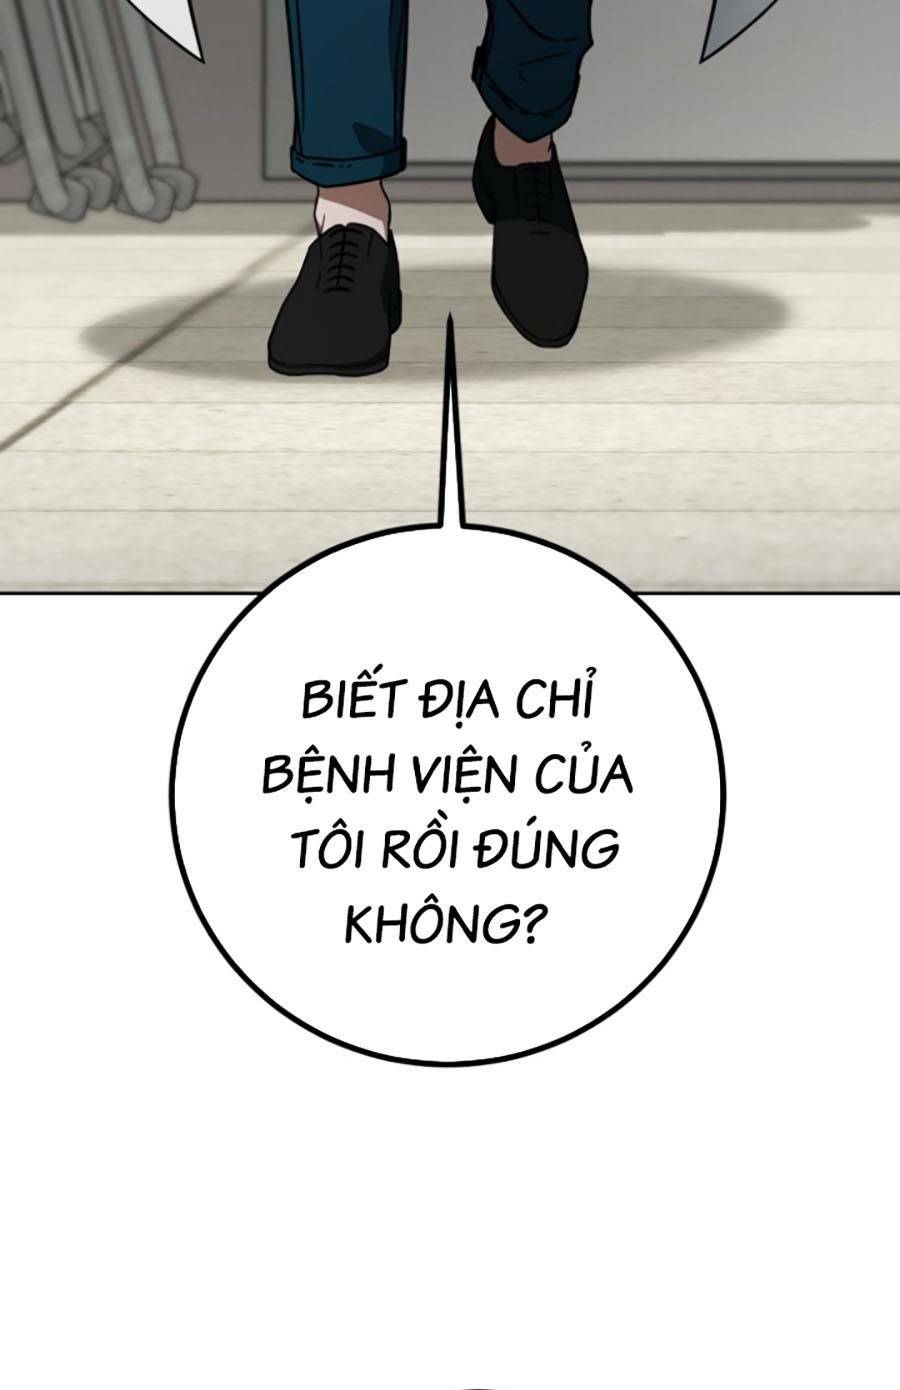 BIẾT ĐỊA CHỈ
BỆNH VIỆN CỦA
TÔI RỒI ĐÚNG
KHÔNG?